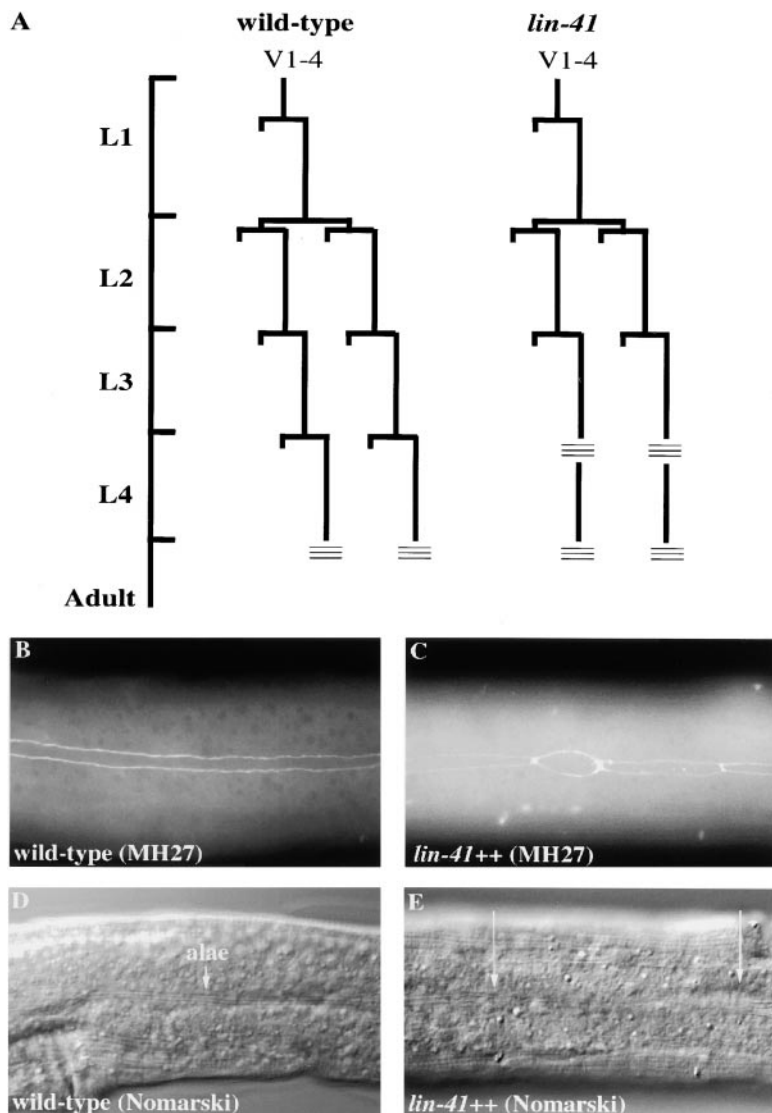 A
wild-type
lin-41
V1-4
V1-4
L1
L2
L3
L4
Adult
B
wild-type (MH27)
C
lin-41++ (MH27)
D
alae
wild-type (Nomarski)
E
lin-41++ (Nomarski)